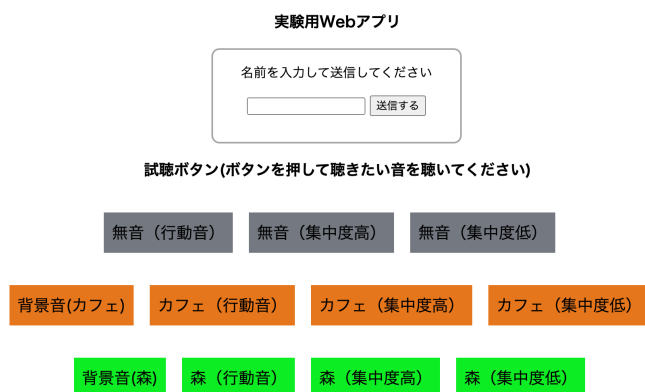 実験用Webアプリ
名前を入力して送信してください
送信する
試聴ボタン(ボタンを押して聴きたい音を聴いてください)
無音（行動音） 無音（集中度高） 無音（集中度低）
背景音(カフェ) カフェ（行動音） カフェ（集中度高） カフェ（集中度低）
背景音(森) 森（行動音） 森（集中度高） 森（集中度低）